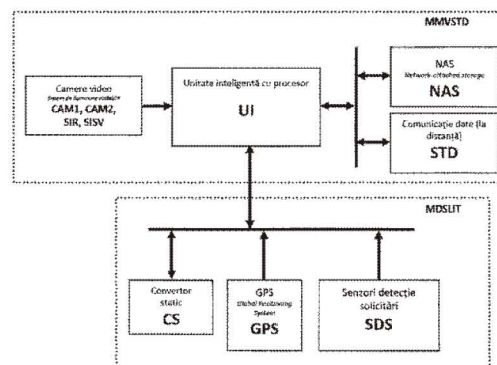 MMVSTD
Camere video
CAM1, CAM2,
SIR, SISV
Unitate inteligentă cu procesor
UI
NAS
Network attached storage
NAS
Comunicație date (la
distanță)
STD
MDSLIT
Convertor
static
CS
GPS
Global Positioning
System
GPS
Senzori detecție
solicitări
SDS